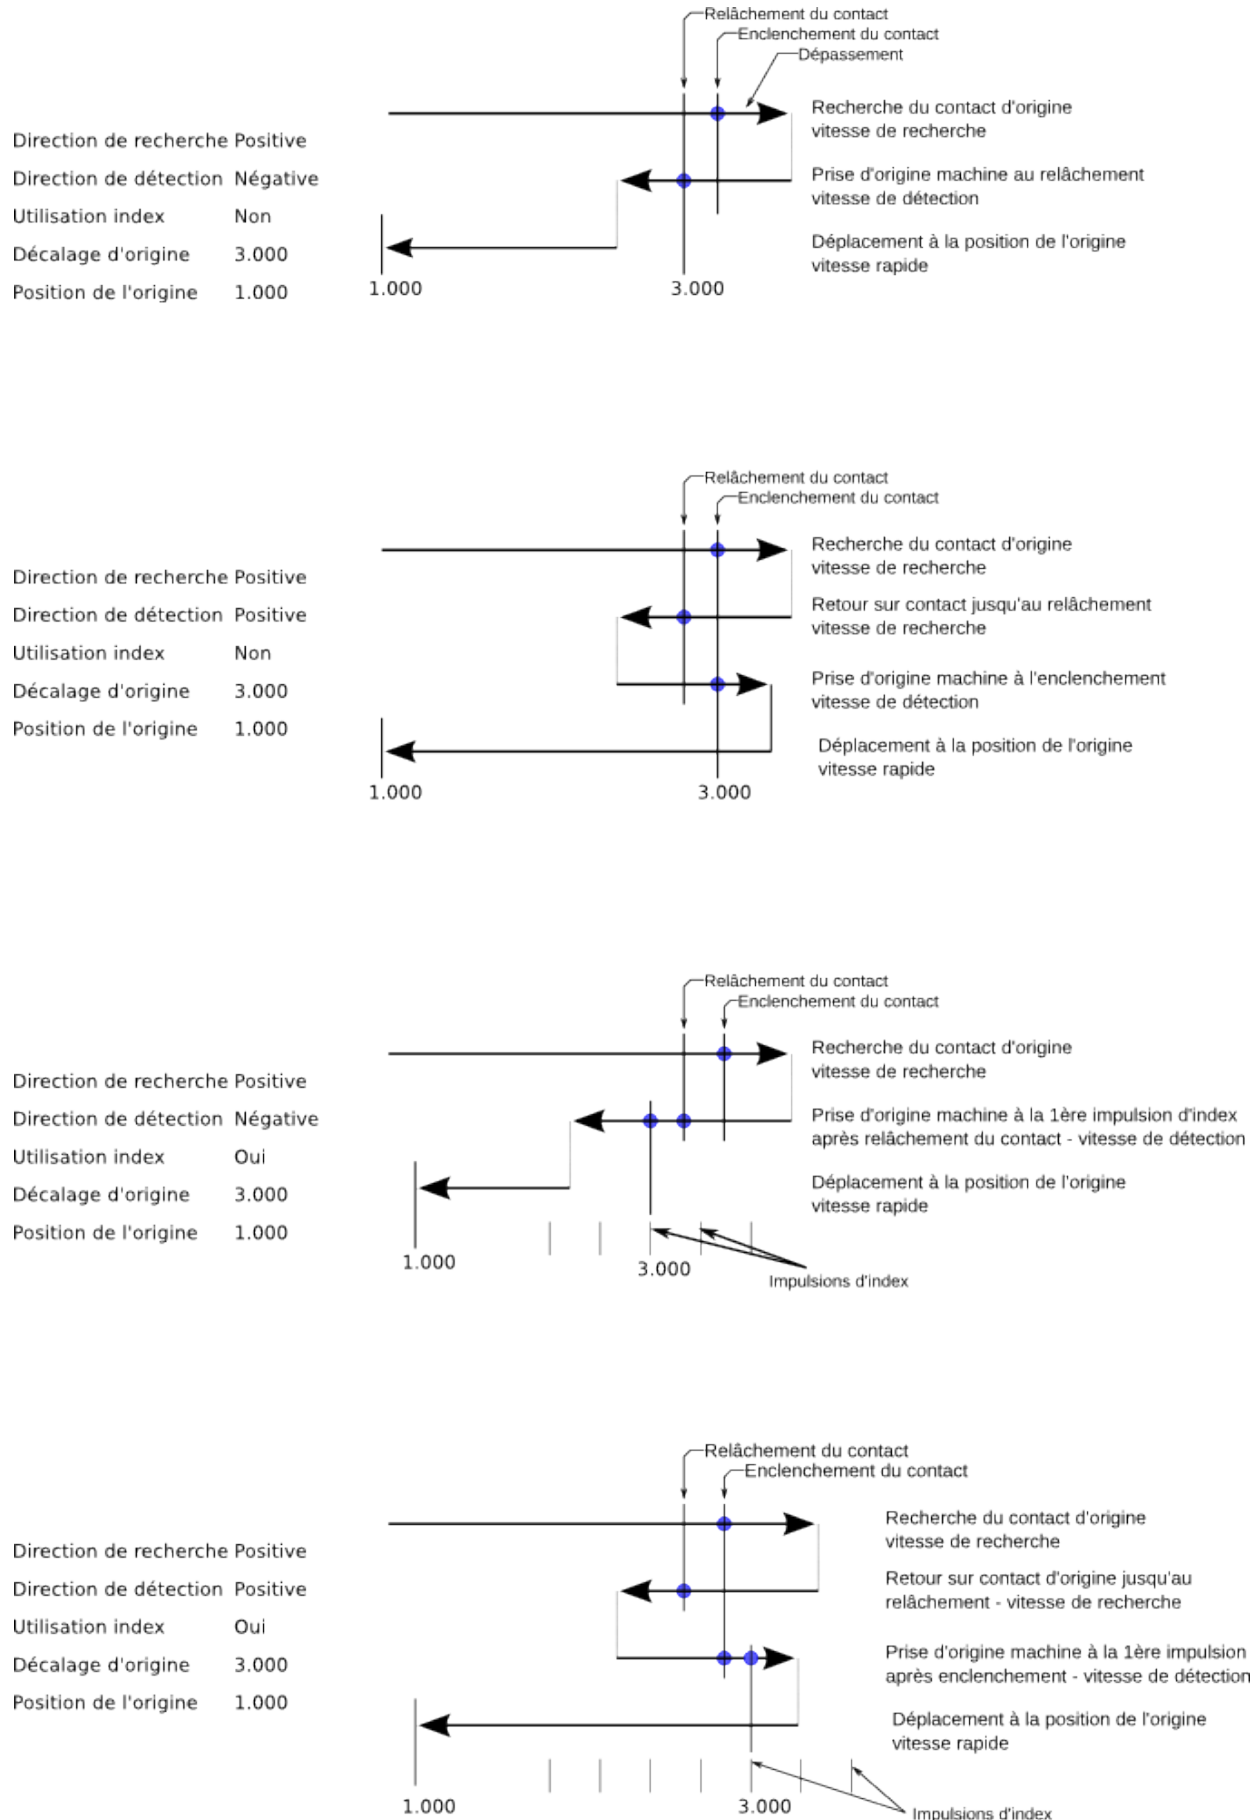 Relâchement du contact
Enclenchement du contact
Dépassement
Recherche du contact d'origine
vitesse de recherche
Direction de recherche Positive
Direction de détection Négative
Prise d'origine machine au relâchement
vitesse de détection
Utilisation index Non
Décalage d'origine 3.000
Déplacement à la position de l'origine
vitesse rapide
Position de l'origine 1.000
1.000
3.000
Relâchement du contact
Enclenchement du contact
Recherche du contact d'origine
vitesse de recherche
Direction de recherche Positive
Direction de détection Positive
Retour sur contact jusqu'au relâchement
vitesse de recherche
Utilisation index Non
Décalage d'origine 3.000
Prise d'origine machine à l'enclenchement
vitesse de détection
Position de l'origine 1.000
Déplacement à la position de l'origine
vitesse rapide
1.000
3.000
Relâchement du contact
Enclenchement du contact
Recherche du contact d'origine
vitesse de recherche
Direction de recherche Positive
Direction de détection Négative
Prise d'origine machine à la 1ère impulsion d'index
après relâchement du contact - vitesse de détection
Utilisation index Oui
Décalage d'origine 3.000
Déplacement à la position de l'origine
vitesse rapide
Position de l'origine 1.000
1.000
3.000
Impulsions d'index
Relâchement du contact
Enclenchement du contact
Recherche du contact d'origine
vitesse de recherche
Direction de recherche Positive
Direction de détection Positive
Retour sur contact d'origine jusqu'au
relâchement - vitesse de recherche
Utilisation index Oui
Décalage d'origine 3.000
Prise d'origine machine à la 1ère impulsion
après enclenchement - vitesse de détection
Position de l'origine 1.000
Déplacement à la position de l'origine
vitesse rapide
1.000
3.000
Impulsions d'index